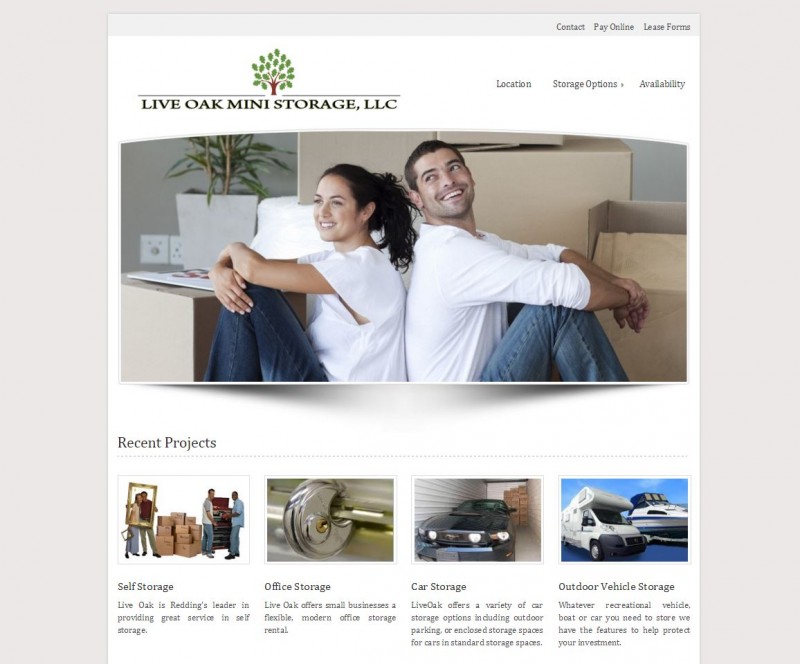 Contact Pay Online Lease Forms
LIVE OAK MINI STORAGE, LLC
Location Storage Options » Availability
Recent Projects
Self Storage
Live Oak is Redding's leader in
providing great service in self
storage.
Office Storage
Live Oak offers small businesses a
flexible, modern office storage
rental.
Car Storage
LiveOak offers a variety of car
storage options including outdoor
parking, or enclosed storage spaces
for cars in standard storage spaces.
Outdoor Vehicle Storage
Whatever recreational vehicle,
boat or car you need to store we
have the features to help protect
your investment.